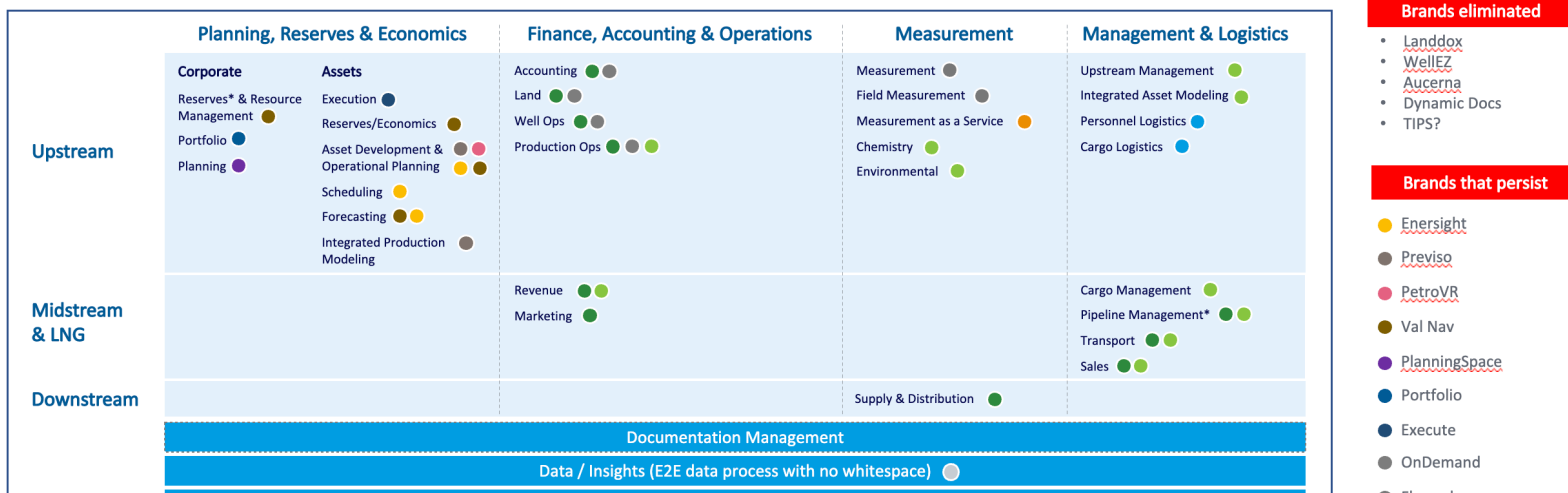 Planning, Reserves & Economics
Finance, Accounting & Operations
Measurement
Management & Logistics
Upstream
Corporate
Reserves* & Resource
Management
Portfolio
Planning
Assets
Execution
Reserves/Economics
Asset Development &
Operational Planning
Scheduling
Forecasting
Integrated Production
Modeling
Accounting
Land
Well Ops
Production Ops
Measurement
Field Measurement
Measurement as a Service
Chemistry
Environmental
Upstream Management
Integrated Asset Modeling
Personnel Logistics
Cargo Logistics
Midstream
& LNG
Revenue
Marketing
Cargo Management
Pipeline Management*
Transport
Sales
Downstream
Supply & Distribution
Documentation Management
Data / Insights (E2E data process with no whitespace)
Brands eliminated
• Landdox
• WellEZ
• Aucerna
• Dynamic Docs
• TIPS?
Brands that persist
Enersight
Previso
PetroVR
Val Nav
PlanningSpace
Portfolio
Execute
OnDemand